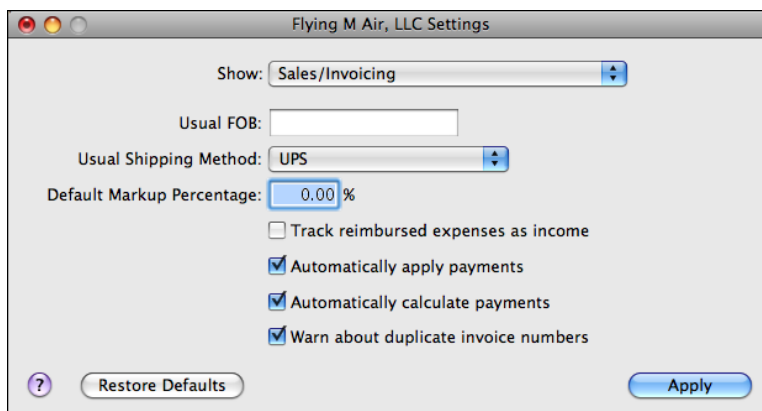 Flying M Air, LLC Settings
Show: Sales/Invoicing
Usual FOB:
Usual Shipping Method: UPS
Default Markup Percentage: 0.00 %
Track reimbursed expenses as income
Automatically apply payments
Automatically calculate payments
Warn about duplicate invoice numbers
? Restore Defaults Apply